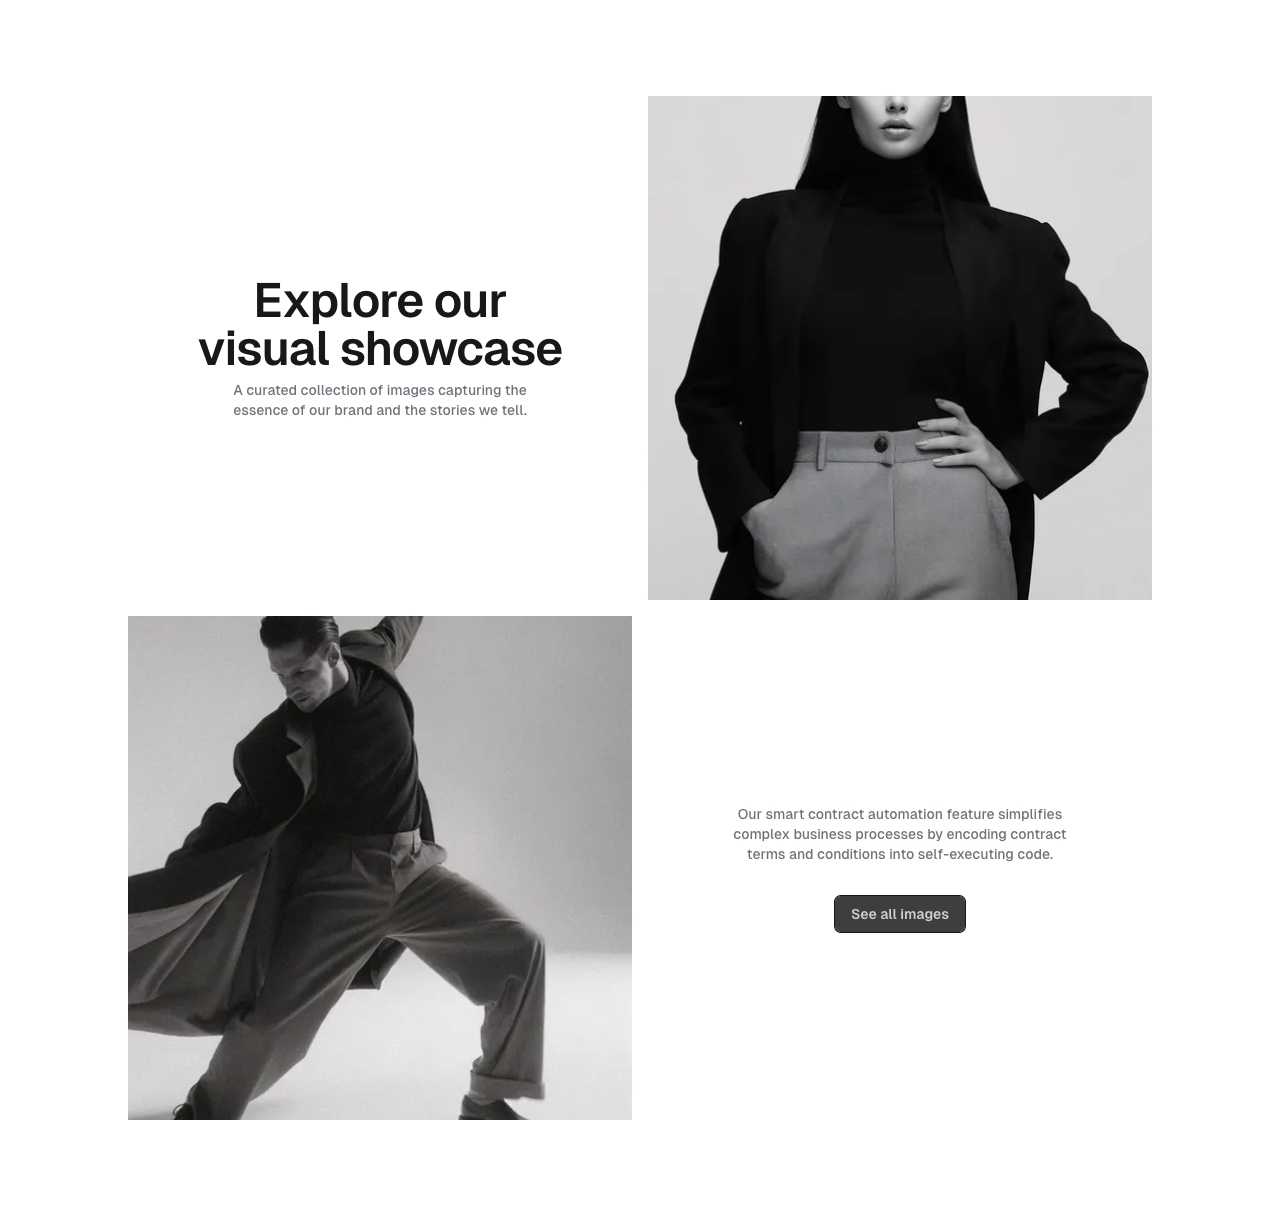 Explore our
visual showcase
A curated collection of images capturing the
essence of our brand and the stories we tell.
Our smart contract automation feature simplifies
complex business processes by encoding contract
terms and conditions into self-executing code.
See all images